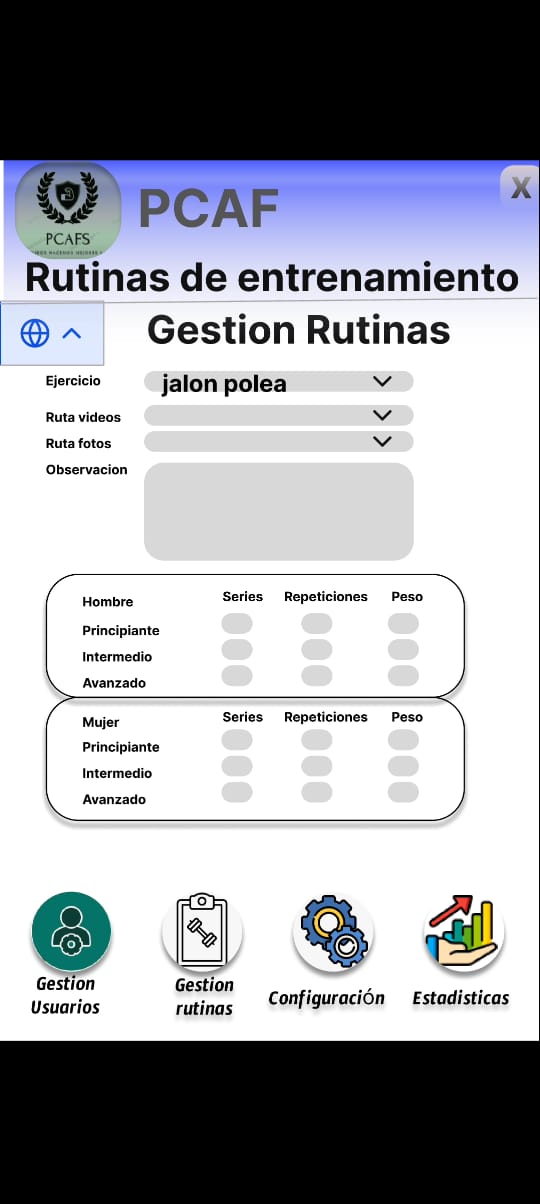 PCAF
X
PCAFS
Rutinas de entrenamiento
Gestion Rutinas
Ejercicio
jalon polea
Ruta videos
Ruta fotos
Observacion
Hombre Series Repeticiones Peso
Principiante
Intermedio
Avanzado
Mujer Series Repeticiones Peso
Principiante
Intermedio
Avanzado
Gestion
Usuarios
Gestion
rutinas
Configuración
Estadisticas